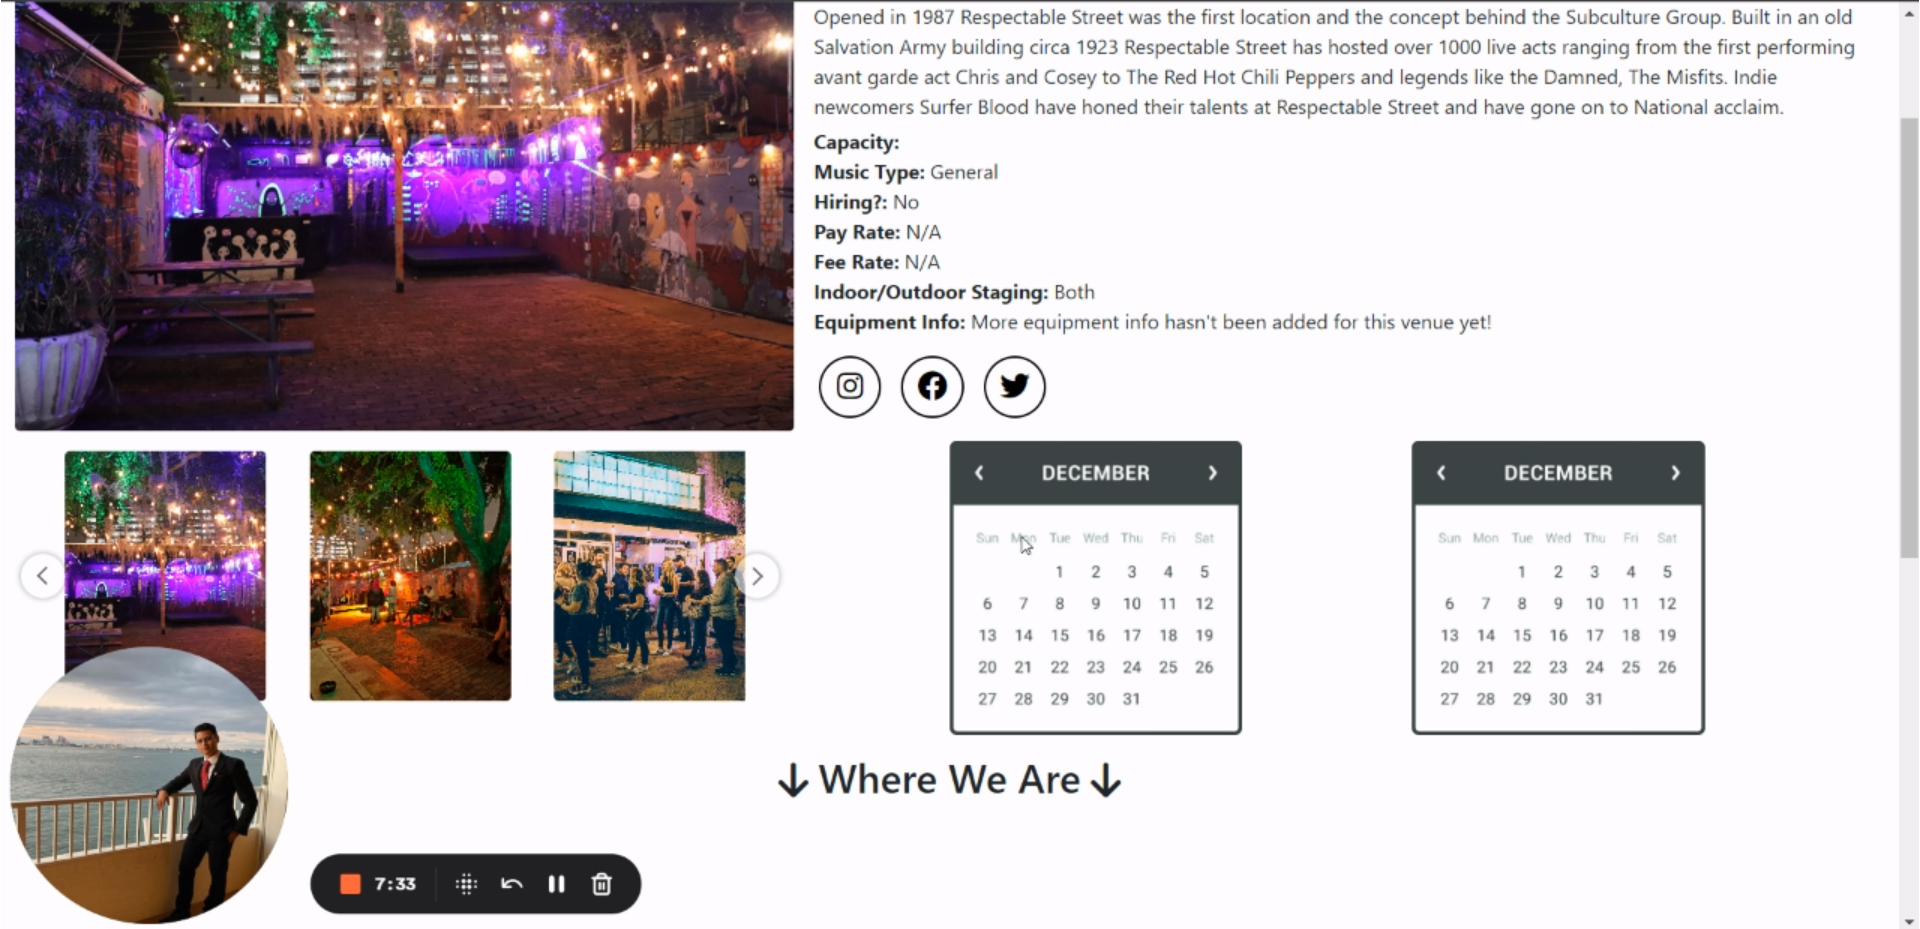 Opened in 1987 Respectable Street was the first location and the concept behind the Subculture Group. Built in an old
Salvation Army building circa 1923 Respectable Street has hosted over 1000 live acts ranging from the first performing
avant garde act Chris and Cosey to The Red Hot Chili Peppers and legends like the Damned, The Misfits. Indie
newcomers Surfer Blood have honed their talents at Respectable Street and have gone on to National acclaim.
Capacity:
Music Type: General
Hiring?: No
Pay Rate: N/A
Fee Rate: N/A
Indoor/Outdoor Staging: Both
Equipment Info: More equipment info hasn't been added for this venue yet!
DECEMBER
Sun Mon Tue Wed Thu Fri Sat
1 2 3 4 5
6 7 8 9 10 11 12
13 14 15 16 17 18 19
20 21 22 23 24 25 26
27 28 29 30 31
DECEMBER
Sun Mon Tue Wed Thu Fri Sat
1 2 3 4 5
6 7 8 9 10 11 12
13 14 15 16 17 18 19
20 21 22 23 24 25 26
27 28 29 30 31
↓ Where We Are ↓
7:33